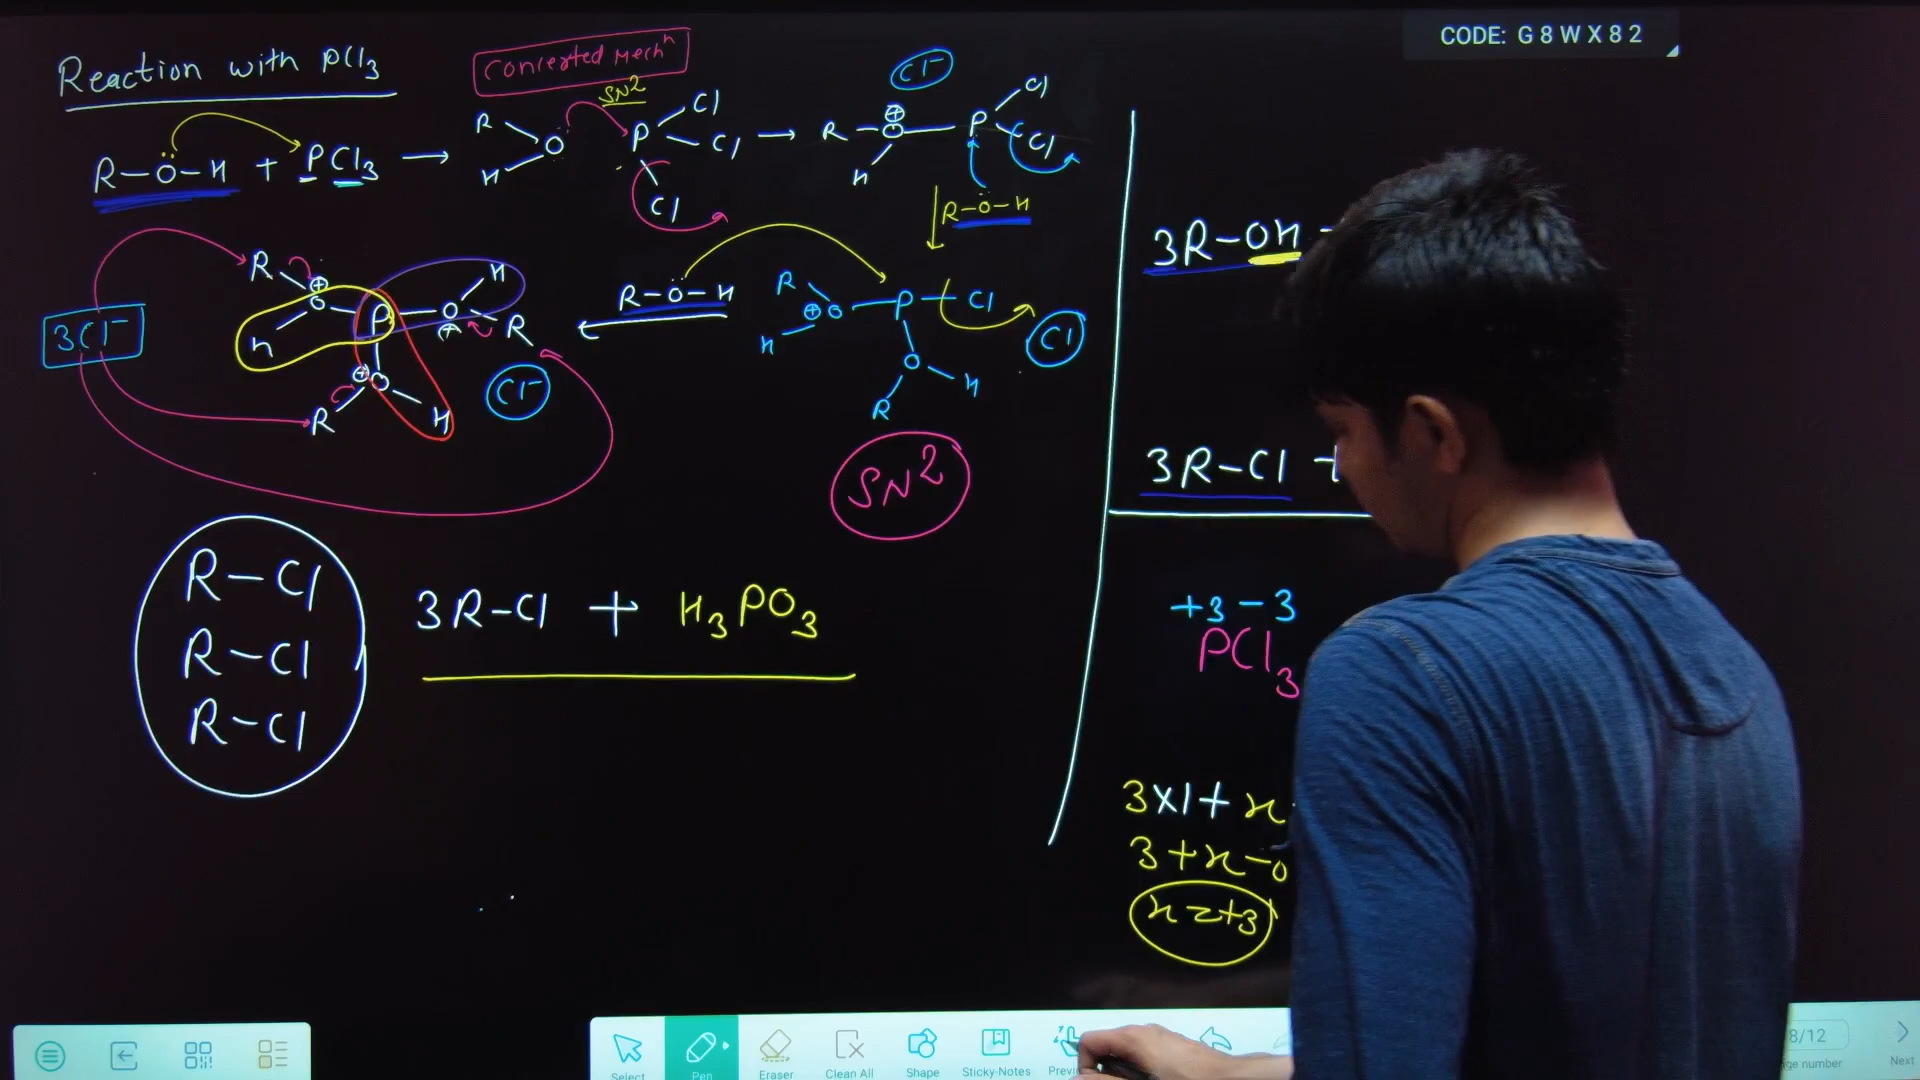 CODE: G8WX82
Reaction with PCl3
Concerted Mechⁿ
SN2
R-Ö-H + PCl3 →
R
O
H
P
Cl
Cl
Cl
→
Cl⁻
R-O-P
⊕
H
Cl
Cl
R-Ö-H
R
⊕
O
H
P
O
⊕
H
R
O
⊕
R
H
3Cl⁻
Cl⁻
R-Ö-H
R
⊕
O
H
P-Cl
O
H
R
Cl
SN2
R-Cl
R-Cl
R-Cl
3R-Cl + H3PO3
3R-OH
3R-Cl +
+3 -3
PCl3
3x1+x
3+x-0
x=+3
Select
Pen
Eraser
Clean All
Shape
Sticky-Notes
8/12
Next